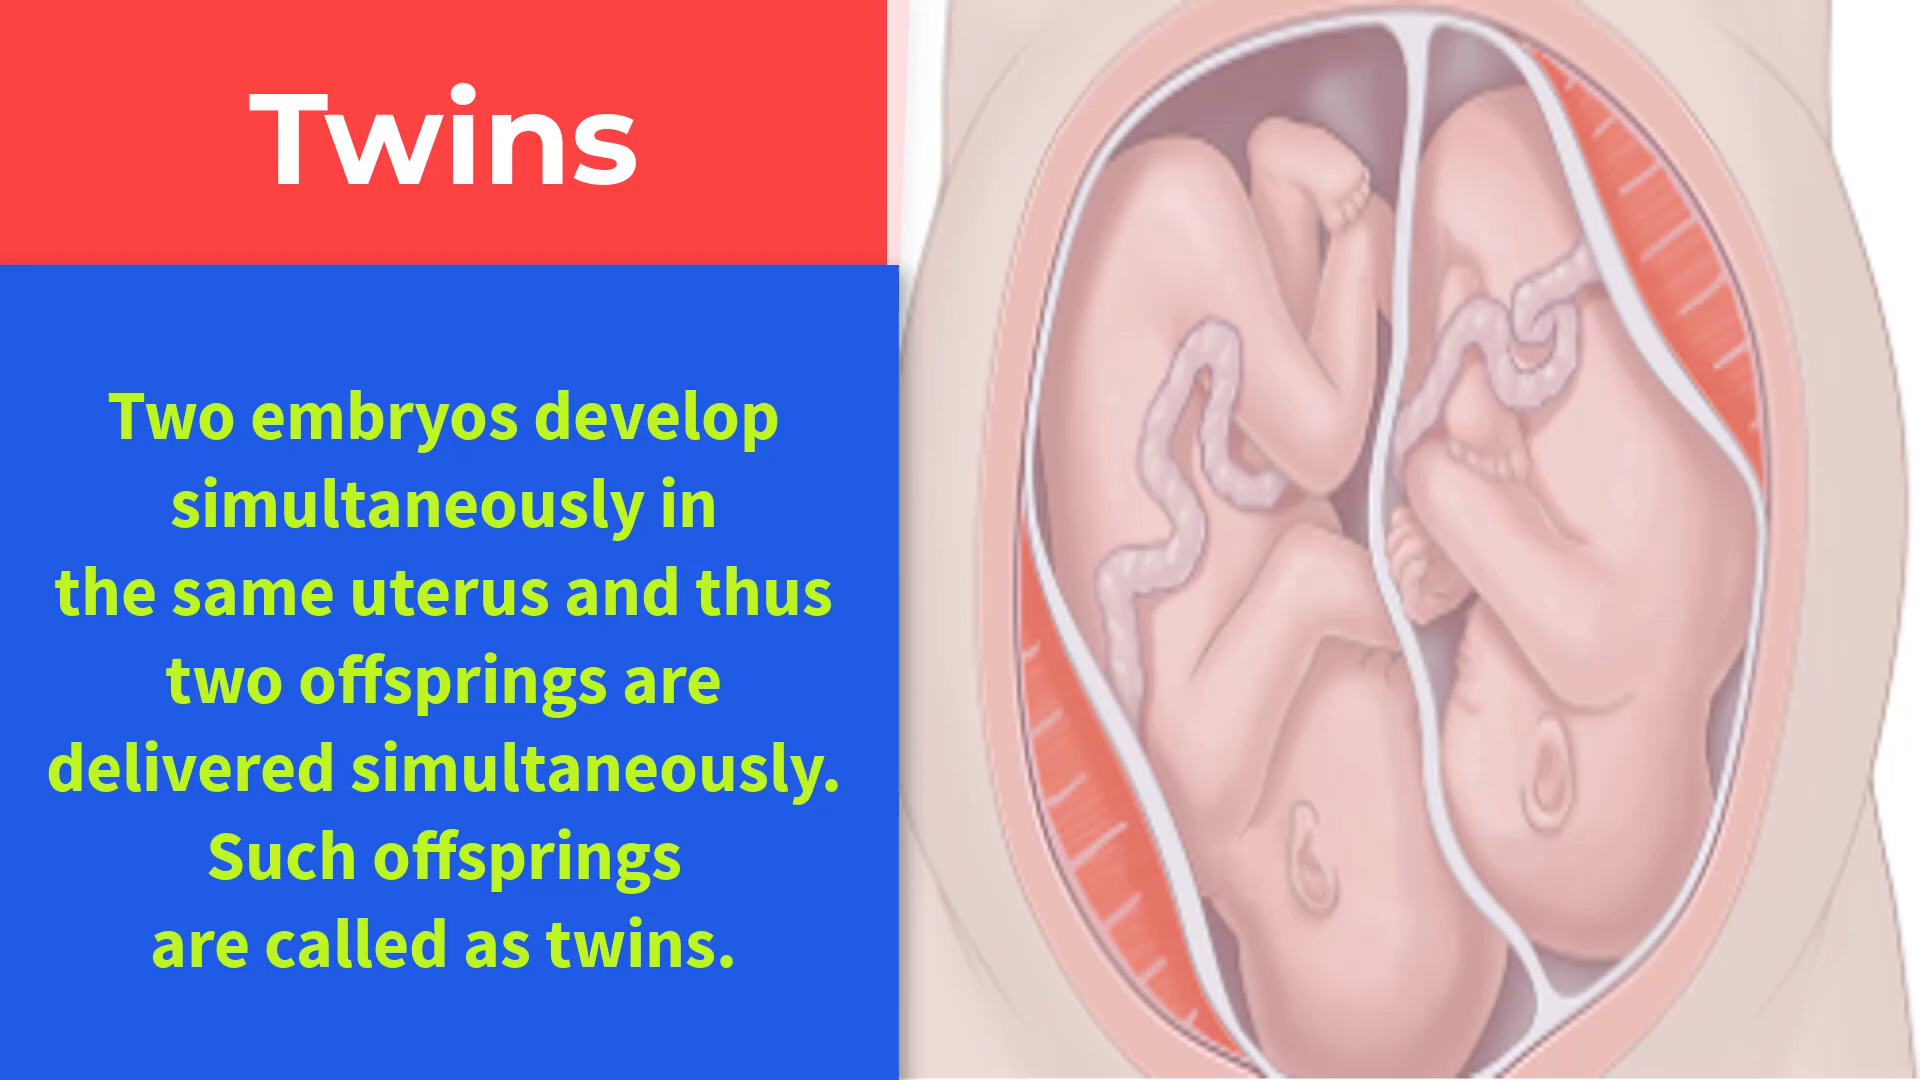 Twins
Two embryos develop
simultaneously in
the same uterus and thus
two offsprings are
delivered simultaneously.
Such offsprings
are called as twins.